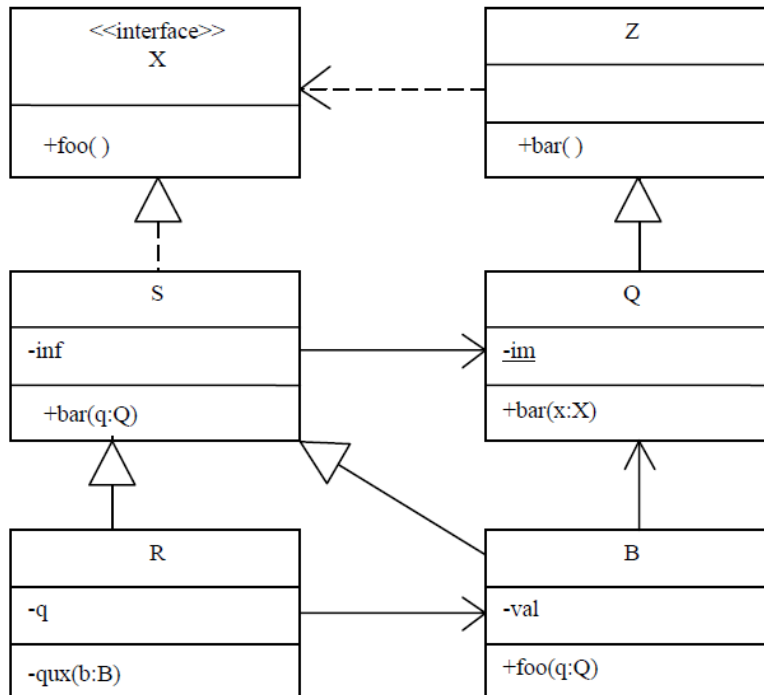 <<interface>>
X
+foo( )
Z
+bar( )
S
-inf
+bar(q:Q)
Q
-im
+bar(x:X)
R
-q
-qux(b:B)
B
-val
+foo(q:Q)